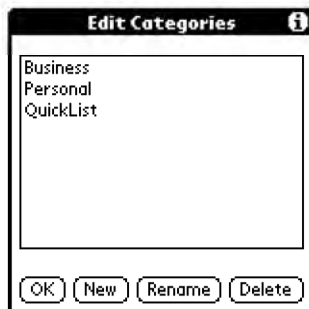 Edit Categories
Business
Personal
QuickList
OK New Rename Delete